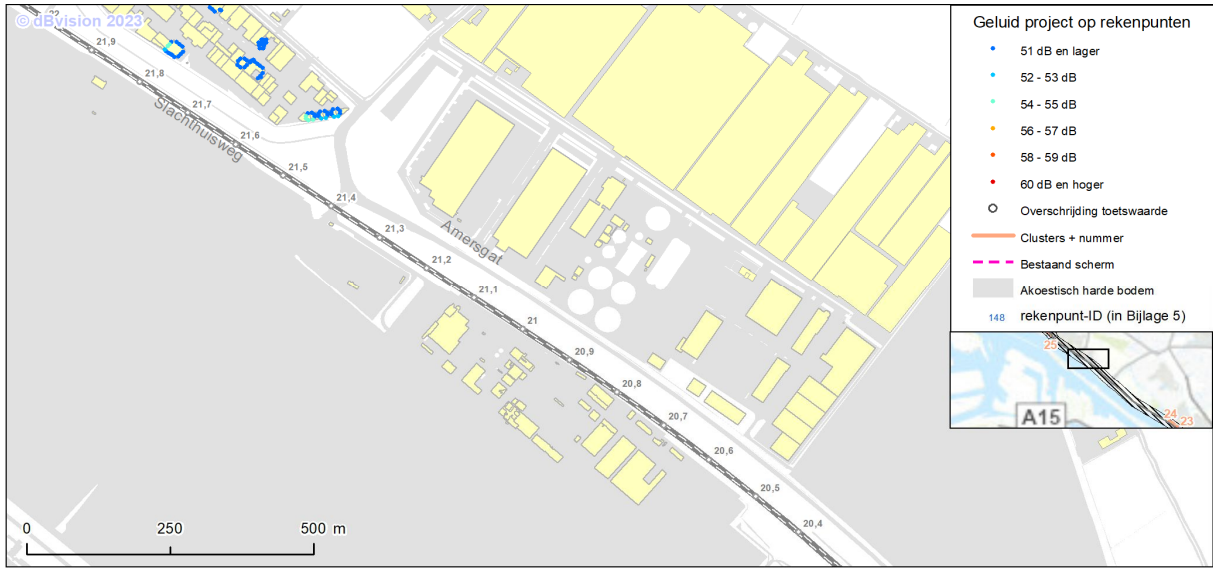 © dBvision 2023
22
21,9
21,8
21,7
21,6
21,5
21,4
21,3
21,2
21,1
21
20,9
20,8
20,7
20,6
20,5
20,4
Slachthuisweg
Amersgat
0 250 500 m
Geluid project op rekenpunten
51 dB en lager
52 - 53 dB
54 - 55 dB
56 - 57 dB
58 - 59 dB
60 dB en hoger
Overschrijding toetswaarde
Clusters + nummer
Bestaand scherm
Akoestisch harde bodem
148 rekenpunt-ID (in Bijlage 5)
25
A15
24
23